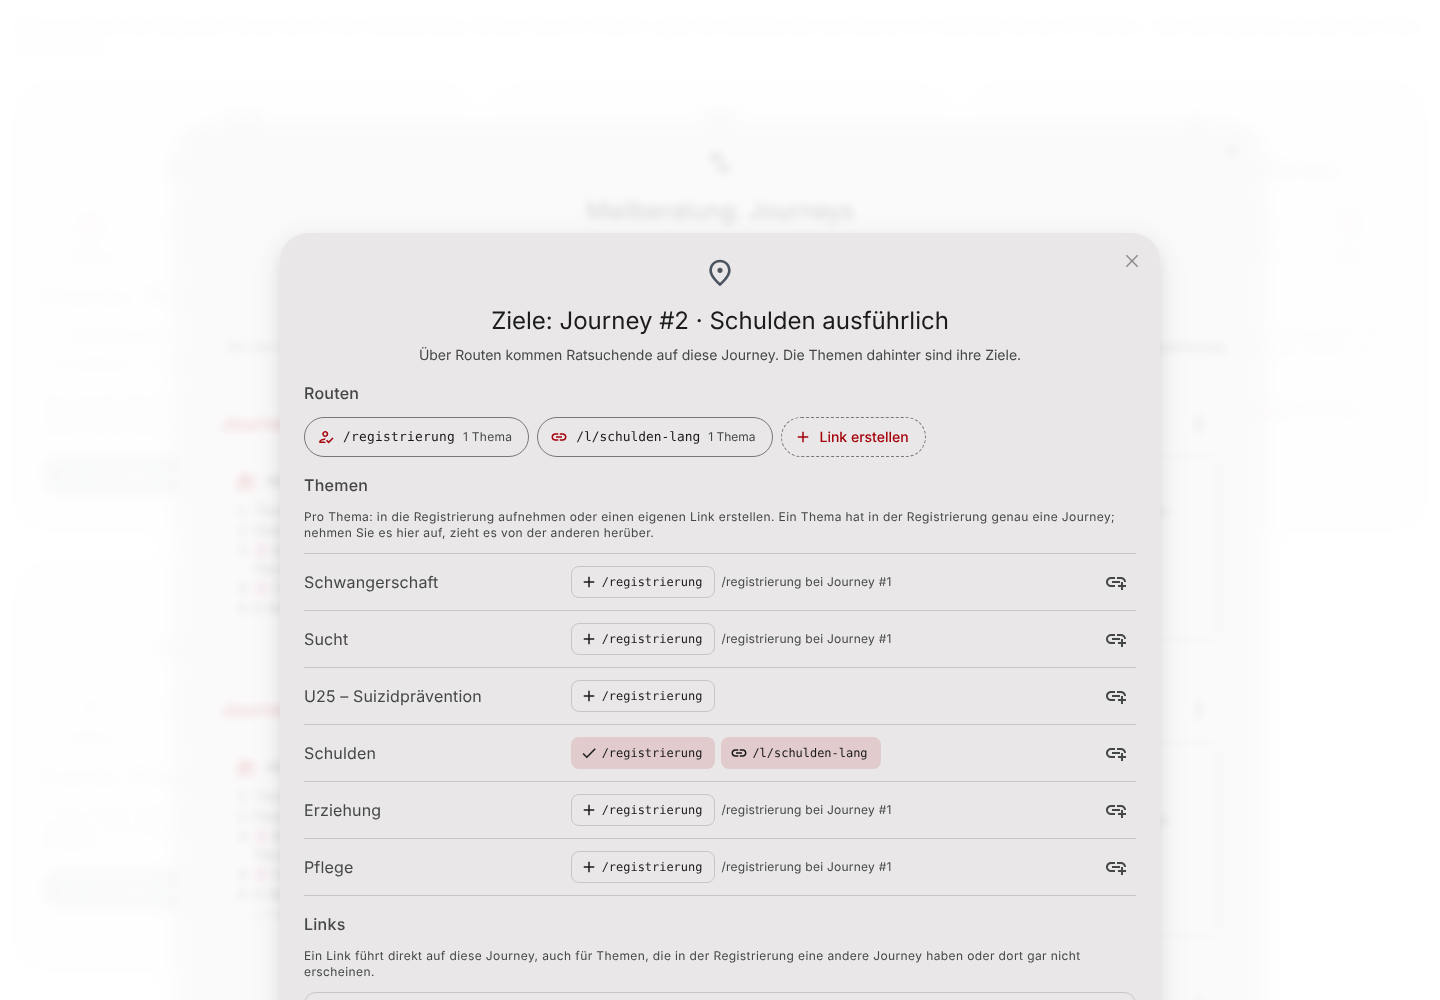 Mailberatung: Journeys
Ziele: Journey #2 · Schulden ausführlich
Über Routen kommen Ratsuchende auf diese Journey. Die Themen dahinter sind ihre Ziele.
Routen
/registrierung 1 Thema /l/schulden-lang 1 Thema + Link erstellen
Themen
Pro Thema: in die Registrierung aufnehmen oder einen eigenen Link erstellen. Ein Thema hat in der Registrierung genau eine Journey;
nehmen Sie es hier auf, zieht es von der anderen herüber.
Schwangerschaft + /registrierung /registrierung bei Journey #1
Sucht + /registrierung /registrierung bei Journey #1
U25 – Suizidprävention + /registrierung
Schulden /registrierung /l/schulden-lang
Erziehung + /registrierung /registrierung bei Journey #1
Pflege + /registrierung /registrierung bei Journey #1
Links
Ein Link führt direkt auf diese Journey, auch für Themen, die in der Registrierung eine andere Journey haben oder dort gar nicht
erscheinen.